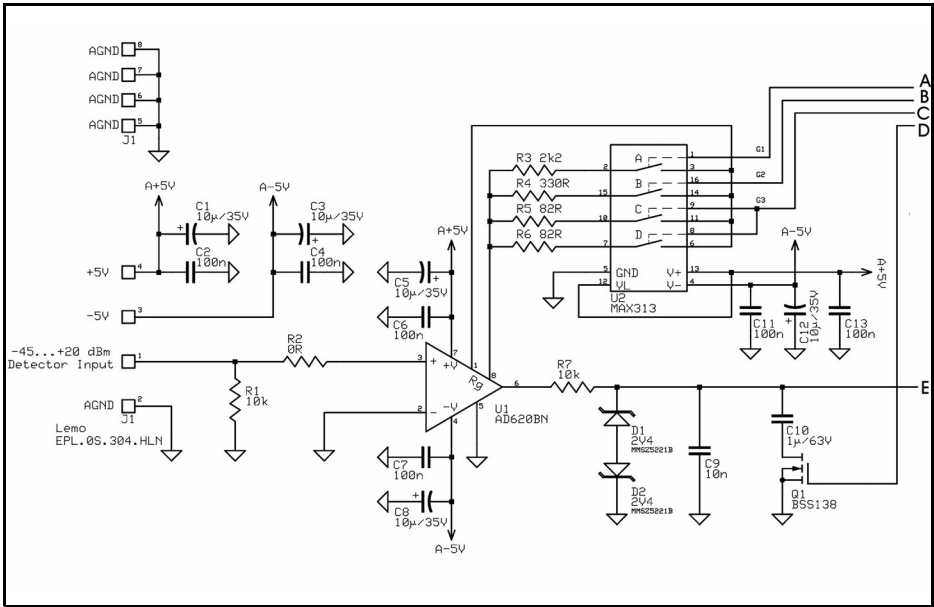 AGND 8
AGND 7
AGND 6
AGND 5
J1
A+5V
C1
10µ/35V
+
C2
100n
+5V 4
-5V 3
A-5V
C3
10µ/35V
+
C4
100n
-45...+20 dBm
Detector Input
1
AGND 2
J1
Lemo
EPL.0S.304.HLN
R2
0R
R1
10k
A+5V
C5
10µ/35V
+
C6
100n
3 + 7 +V 1
Rg 8
2 - -V 4
5
6
U1
AD620BN
C7
100n
+
C8
10µ/35V
A-5V
R3 2k2
R4 330R
R5 82R
R6 82R
2 A 1
3
15 B 16
14
10 C 9
11
7 D 8
6
5 GND V+ 13
12 VL V- 4
U2
MAX313
G1
G2
G3
A
B
C
D
A-5V
A+5V
C11
100n
C12
10µ/35V
+
C13
100n
R7
10k
E
D1
2V4
MMSZ5221B
D2
2V4
MMSZ5221B
C9
10n
C10
1µ/63V
Q1
BSS138